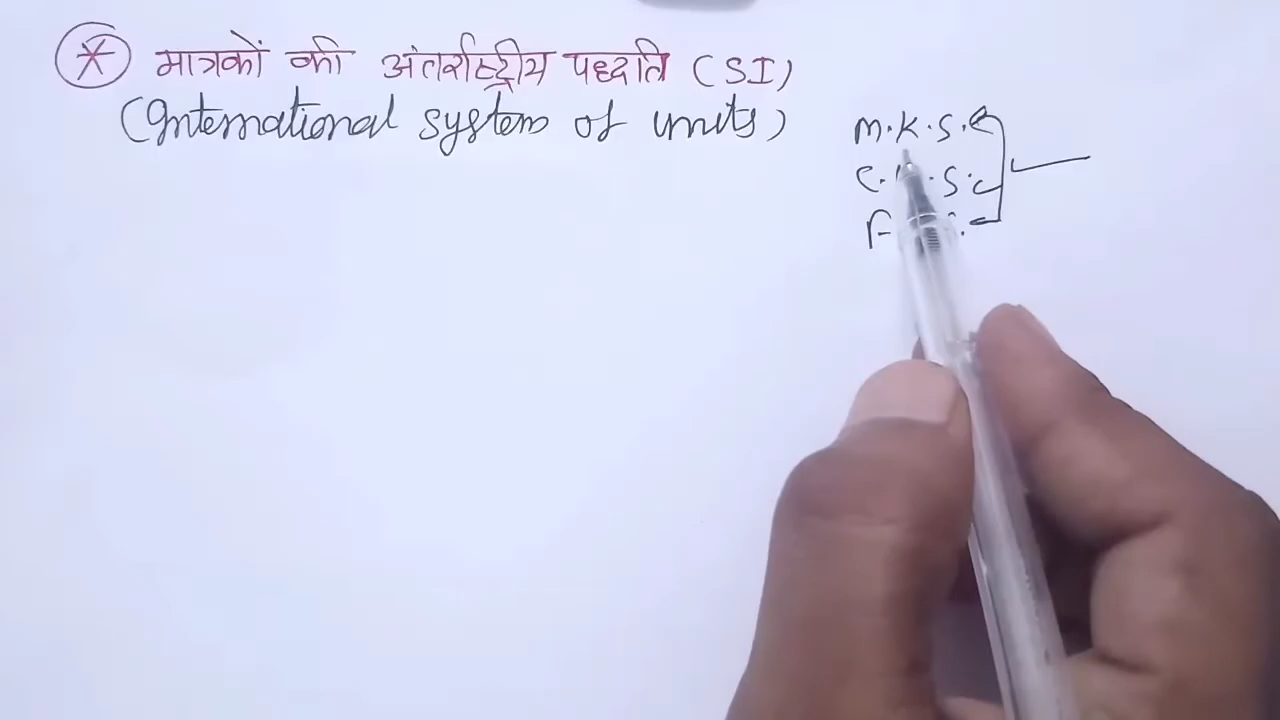 * मात्रकों की अंतर्राष्ट्रीय पद्धति (SI)
(International system of units)
M.K.S.
C. .S.
F S.